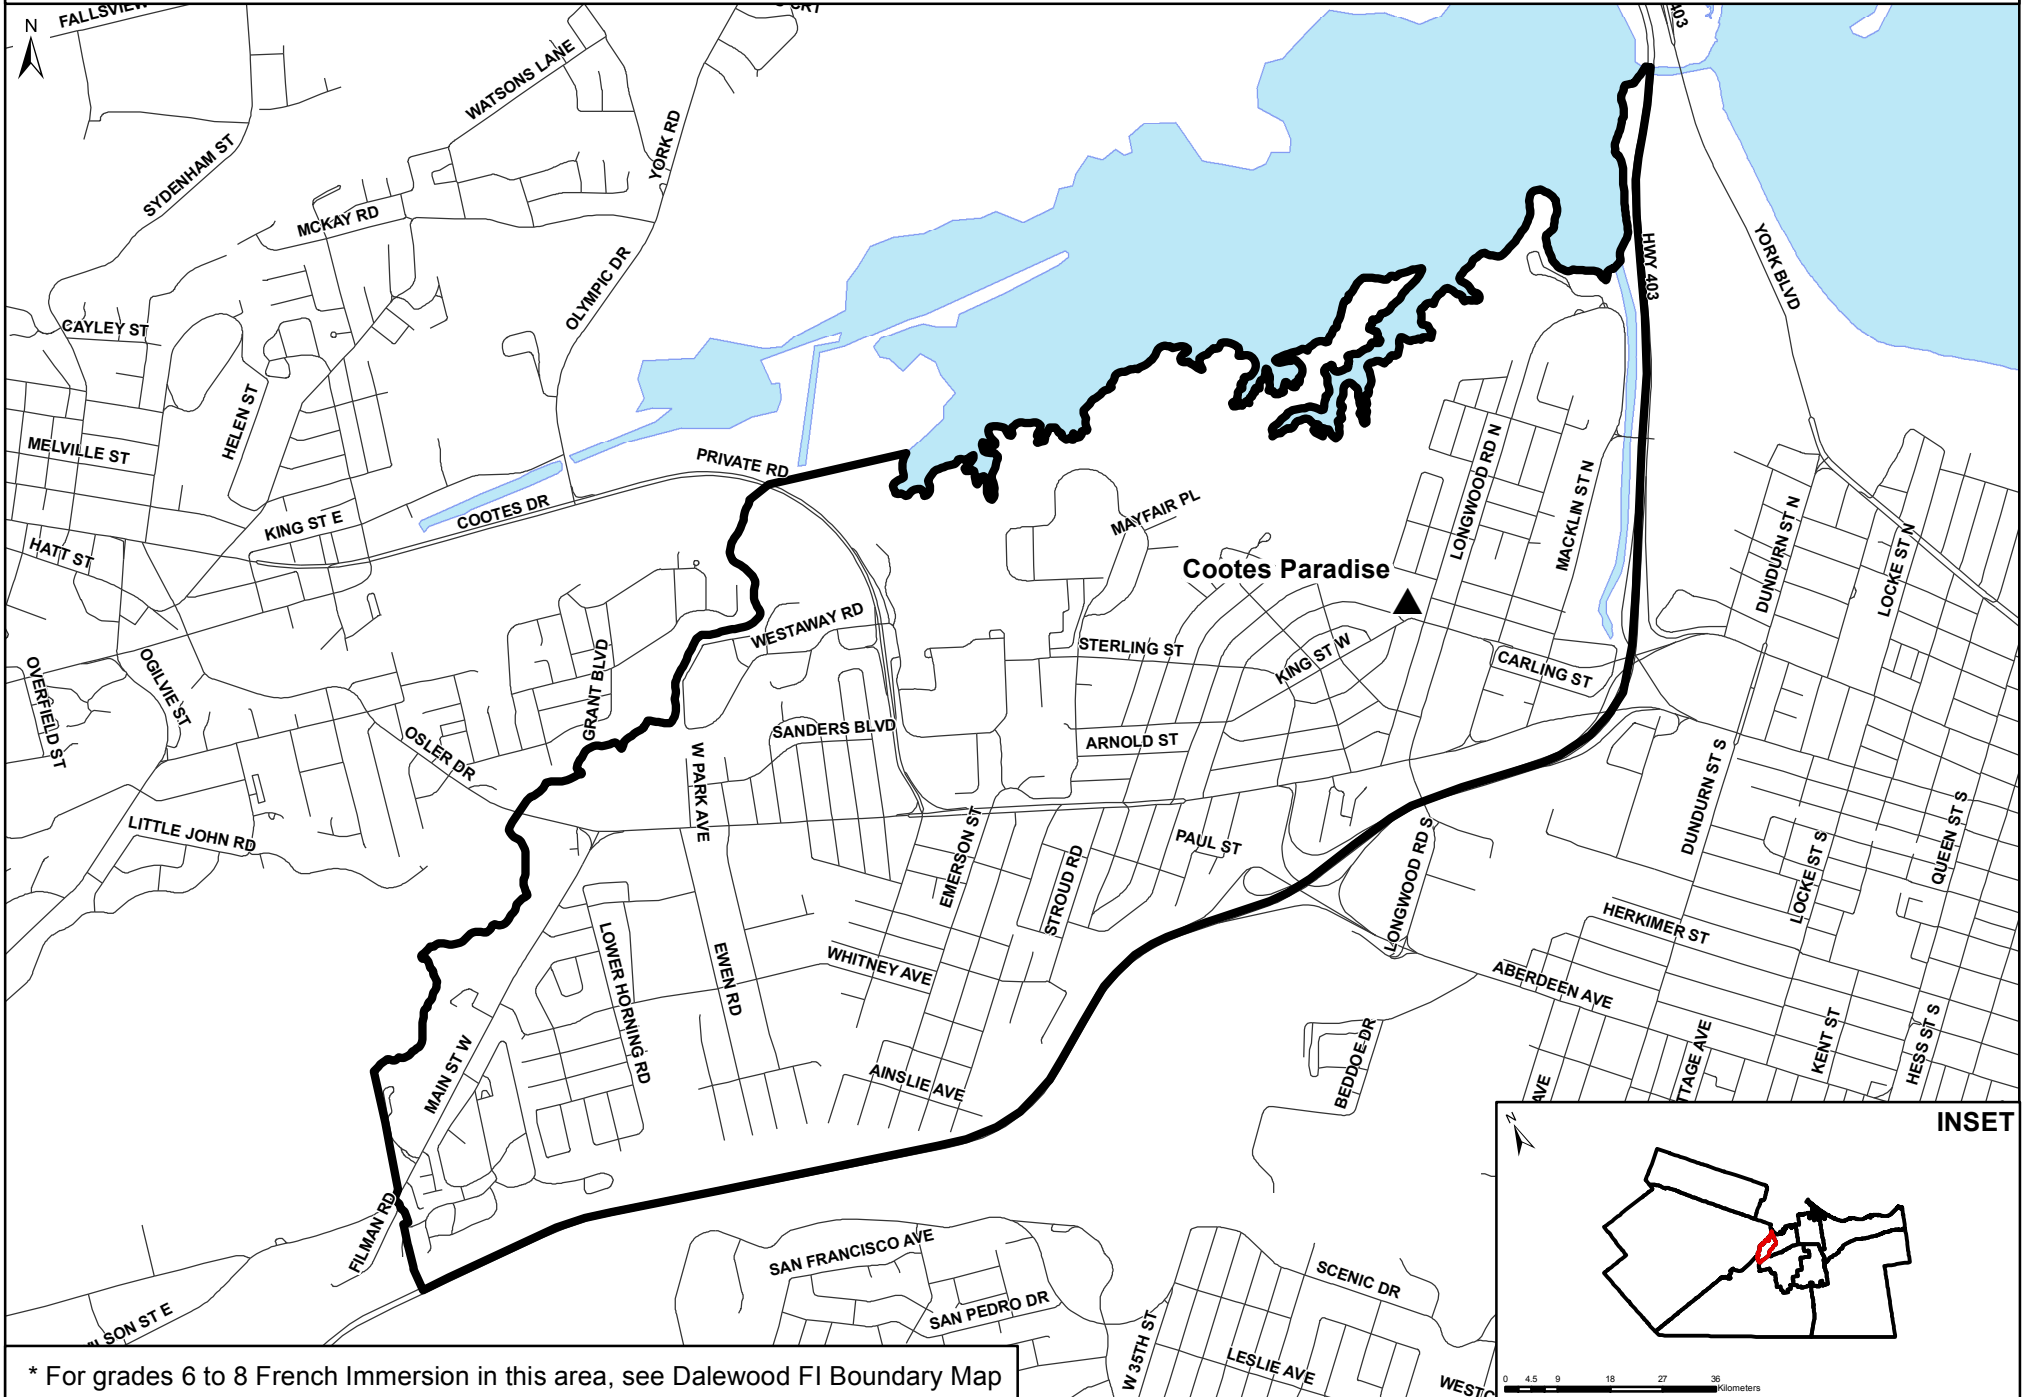 FALLSVIEW
N
WATSONS LANE
YORK RD
403
SYDENHAM ST
MCKAY RD
OLYMPIC DR
HWY 403
YORK BLVD
CAYLEY ST
HELEN ST
MELVILLE ST
PRIVATE RD
LONGWOOD RD N
MACKLIN ST N
KING ST E
COOTES DR
MAYFAIR PL
DUNDURN ST N
LOCKE ST N
HATT ST
Cootes Paradise
WESTAWAY RD
STERLING ST
KING ST W
CARLING ST
OVERFIELD ST
OGILVIE ST
GRANT BLVD
OSLER DR
SANDERS BLVD
ARNOLD ST
W PARK AVE
DUNDURN ST S
LITTLE JOHN RD
EMERSON ST
PAUL ST
LONGWOOD RD S
LOCKE ST S
QUEEN ST S
STROUD RD
HERKIMER ST
LOWER HORNING RD
EWEN RD
WHITNEY AVE
ABERDEEN AVE
MAIN ST W
AINSLIE AVE
BEDDOE DR
AVE
TTAGE AVE
KENT ST
HESS ST S
FILMAN RD
SAN FRANCISCO AVE
SAN PEDRO DR
SCENIC DR
W 35TH ST
LESLIE AVE
WESTC
LSON ST E
N
INSET
0 4.5 9 18 27 36
Kilometers
* For grades 6 to 8 French Immersion in this area, see Dalewood FI Boundary Map